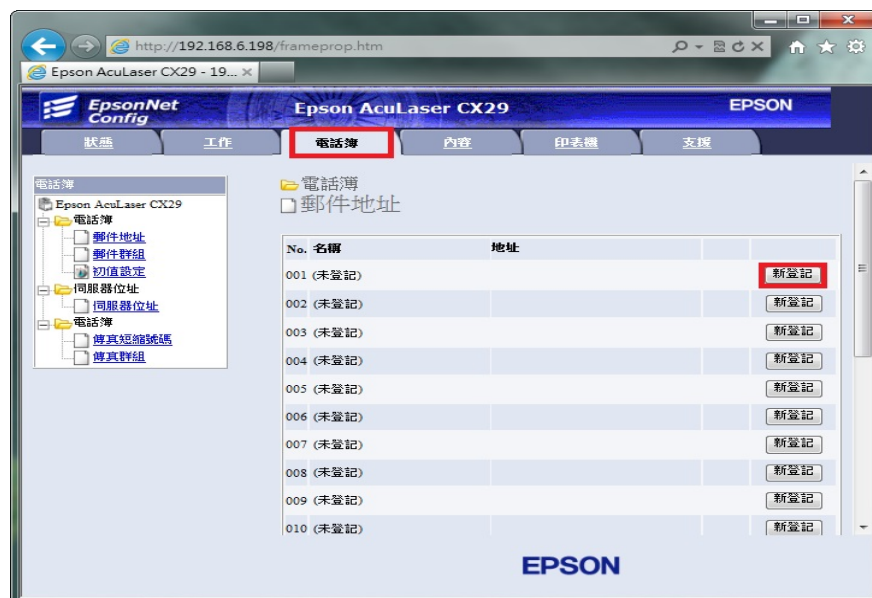 http://192.168.6.198/frameprop.htm
Epson AcuLaser CX29 - 19...
EpsonNet
Config
Epson AcuLaser CX29
EPSON
狀態
工作
電話簿
內容
印表機
支援
電話簿
Epson AcuLaser CX29
電話簿
郵件地址
郵件群組
初值設定
伺服器位址
伺服器位址
電話簿
傳真短縮號碼
傳真群組
電話簿
郵件地址
No. 名稱 地址
001 (未登記) 新登記
002 (未登記) 新登記
003 (未登記) 新登記
004 (未登記) 新登記
005 (未登記) 新登記
006 (未登記) 新登記
007 (未登記) 新登記
008 (未登記) 新登記
009 (未登記) 新登記
010 (未登記) 新登記
EPSON